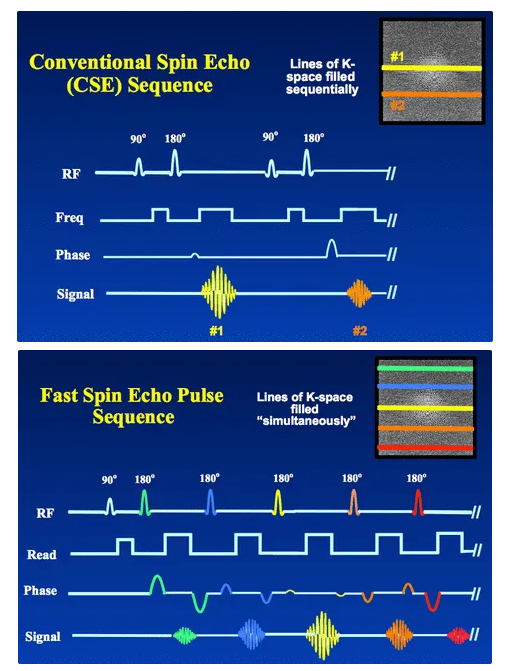 Conventional Spin Echo
(CSE) Sequence
Lines of K-
space filled
sequentially
#1
#2
90° 180° 90° 180°
RF
Freq
Phase
Signal
#1 #2
Fast Spin Echo Pulse
Sequence
Lines of K-space
filled
“simultaneously”
90° 180° 180° 180° 180° 180°
RF
Read
Phase
Signal